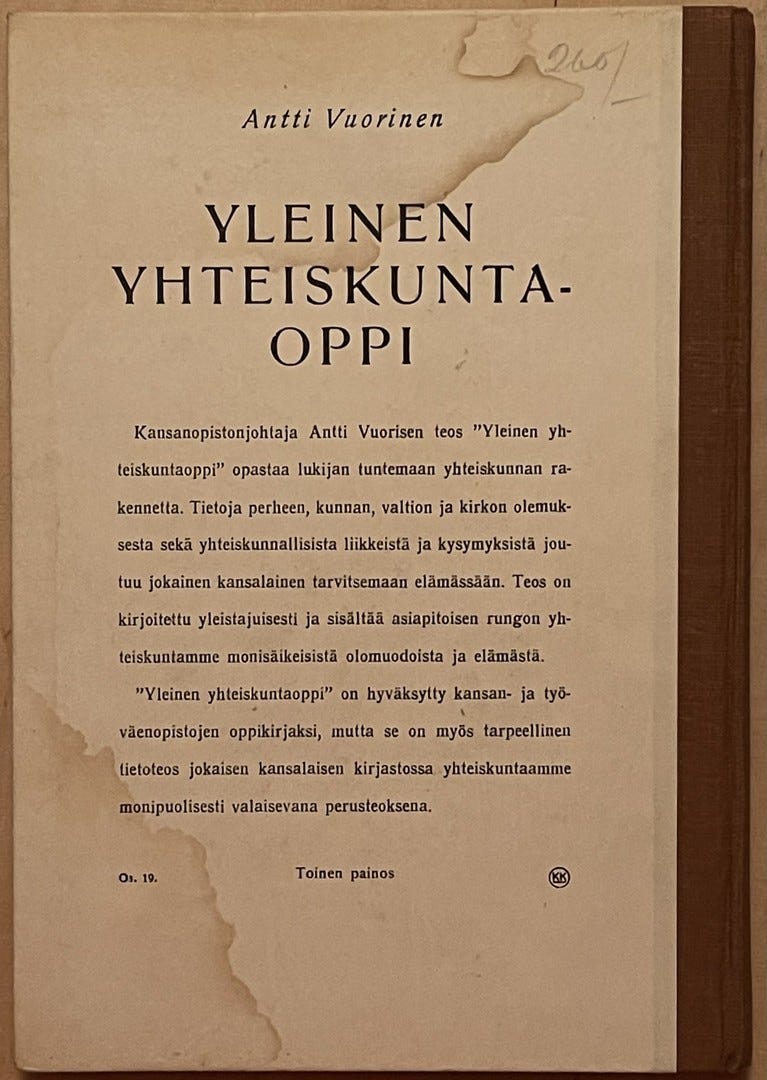 260/-
Antti Vuorinen
YLEINEN
YHTEISKUNTA-
OPPI
Kansanopistonjohtaja Antti Vuorisen teos ”Yleinen yh-
teiskuntaoppi” opastaa lukijan tuntemaan yhteiskunnan ra-
kennetta. Tietoja perheen, kunnan, valtion ja kirkon olemuk-
sesta sekä yhteiskunnallisista liikkeistä ja kysymyksistä jou-
tuu jokainen kansalainen tarvitsemaan elämässään. Teos on
kirjoitettu yleistajuisesti ja sisältää asiapitoisen rungon yh-
teiskuntamme monisäikeisistä olomuodoista ja elämästä.
”Yleinen yhteiskuntaoppi” on hyväksytty kansan- ja työ-
väenopistojen oppikirjaksi, mutta se on myös tarpeellinen
tietoteos jokaisen kansalaisen kirjastossa yhteiskuntaamme
monipuolisesti valaisevana perusteoksena.
Os. 19. Toinen painos KK